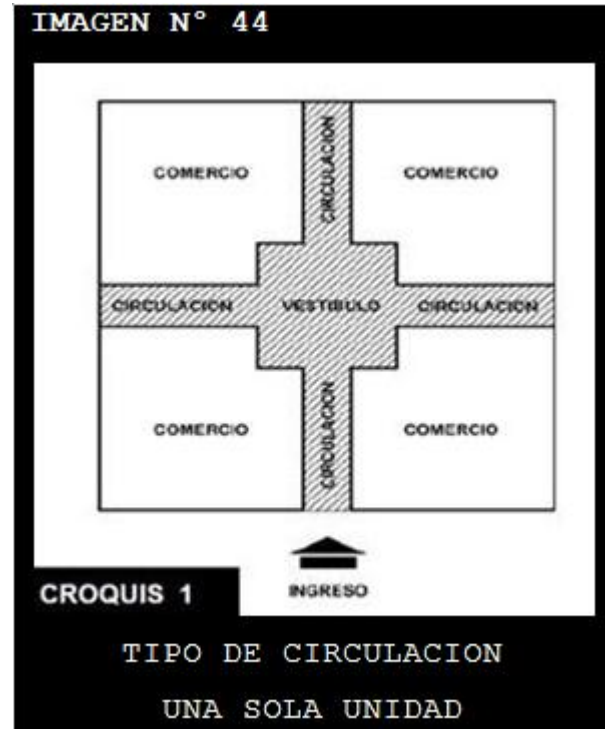 IMAGEN N° 44
COMERCIO
CIRCULACION
COMERCIO
CIRCULACION
VESTIBULO
CIRCULACION
COMERCIO
CIRCULACION
COMERCIO
CROQUIS 1
INGRESO
TIPO DE CIRCULACION
UNA SOLA UNIDAD